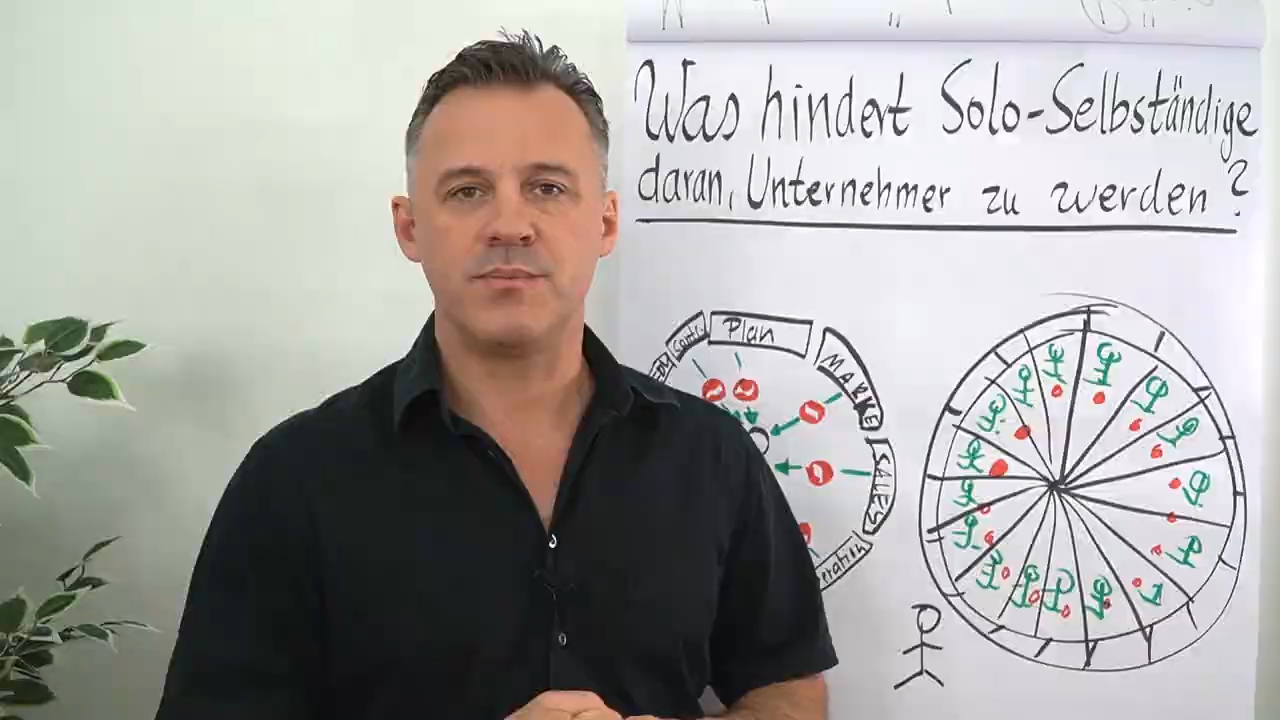 Was hindert Solo-Selbständige
daran, Unternehmer zu werden?
Plan
MARKE
SALES